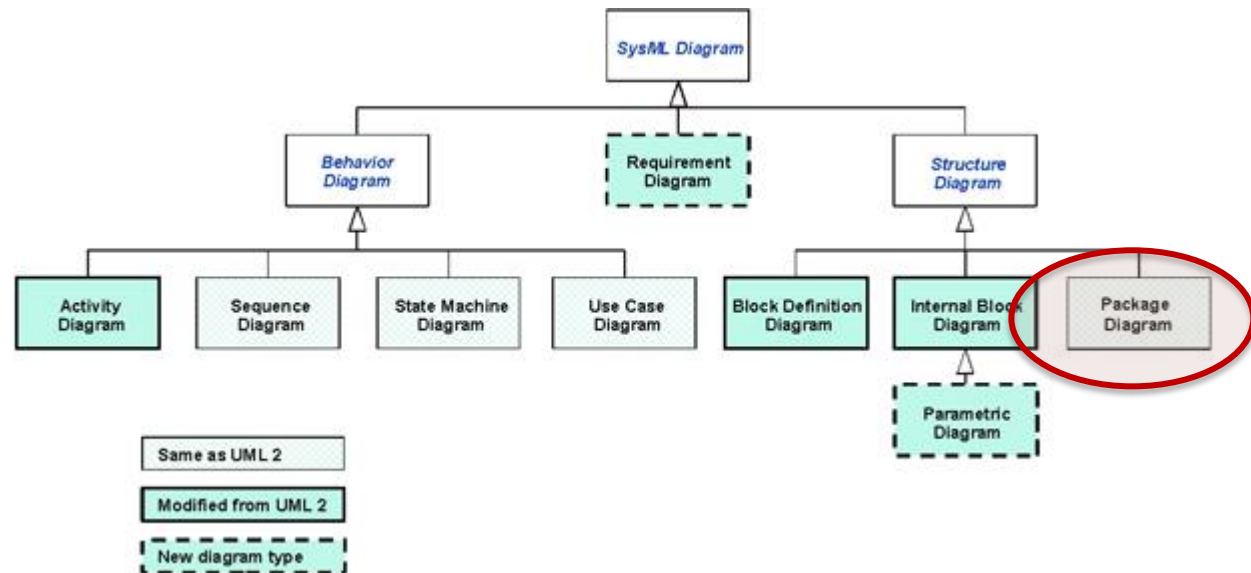 SysML Diagram
Behavior
Diagram
Requirement
Diagram
Structure
Diagram
Activity
Diagram
Sequence
Diagram
State Machine
Diagram
Use Case
Diagram
Block Definition
Diagram
Internal Block
Diagram
Package
Diagram
Parametric
Diagram
Same as UML 2
Modified from UML 2
New diagram type